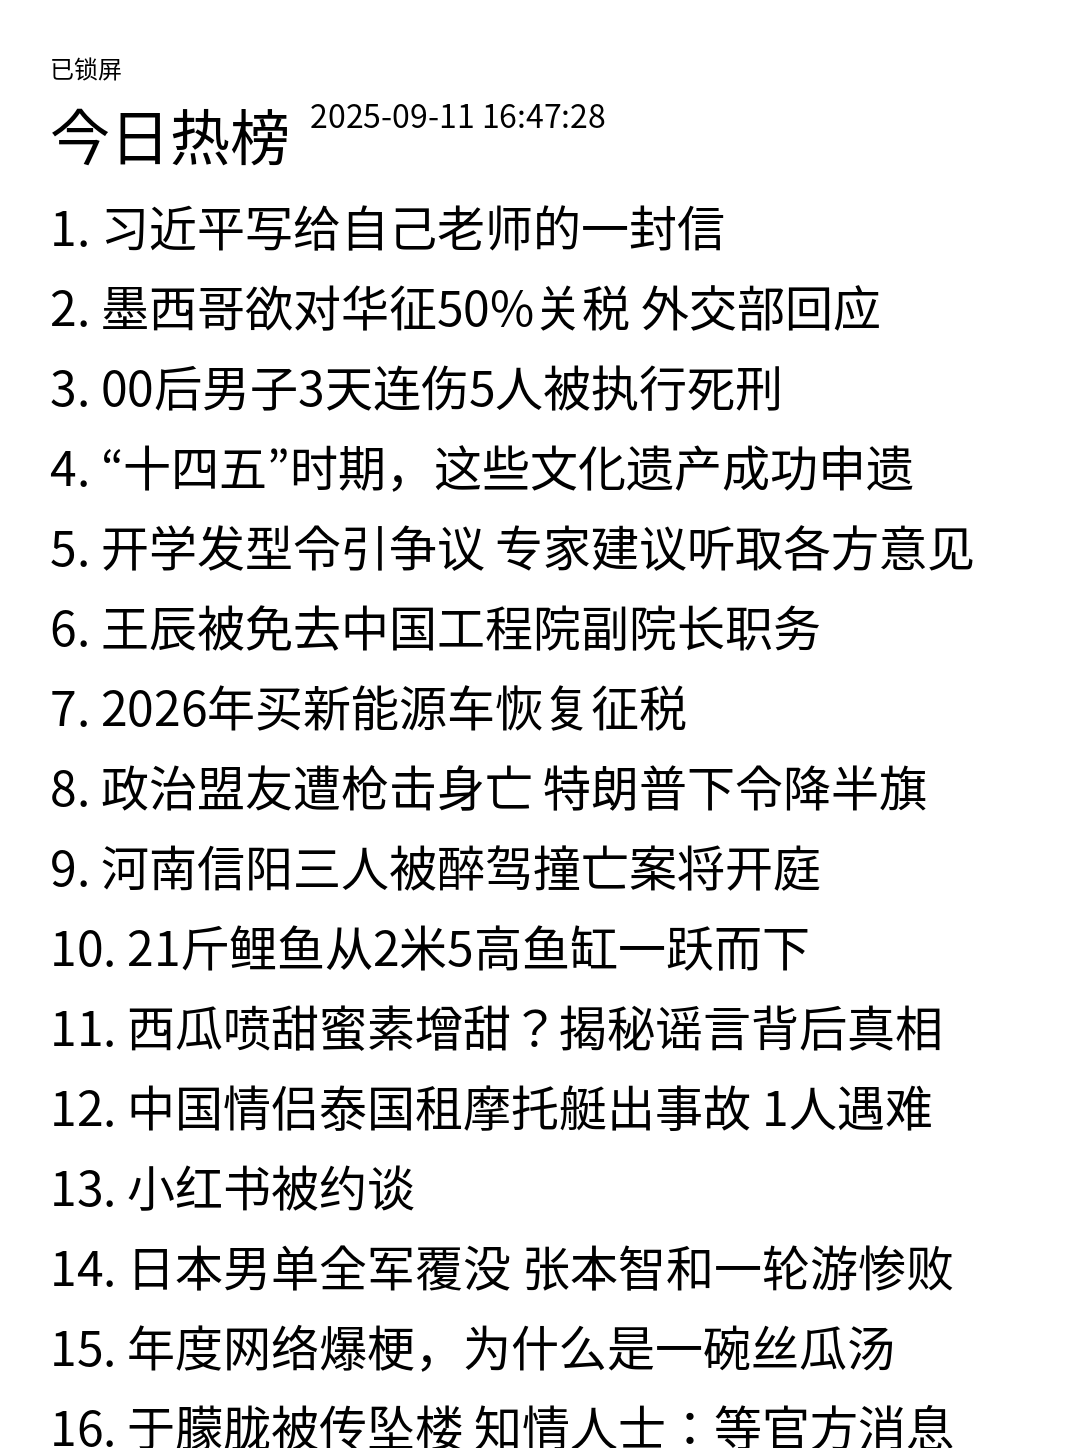 已锁屏
今日热榜 2025-09-11 16:47:28
1. 习近平写给自己老师的一封信
2. 墨西哥欲对华征50%关税 外交部回应
3. 00后男子3天连伤5人被执行死刑
4. “十四五”时期，这些文化遗产成功申遗
5. 开学发型令引争议 专家建议听取各方意见
6. 王辰被免去中国工程院副院长职务
7. 2026年买新能源车恢复征税
8. 政治盟友遭枪击身亡 特朗普下令降半旗
9. 河南信阳三人被醉驾撞亡案将开庭
10. 21斤鲤鱼从2米5高鱼缸一跃而下
11. 西瓜喷甜蜜素增甜？揭秘谣言背后真相
12. 中国情侣泰国租摩托艇出事故 1人遇难
13. 小红书被约谈
14. 日本男单全军覆没 张本智和一轮游惨败
15. 年度网络爆梗，为什么是一碗丝瓜汤
16. 于朦胧被传坠楼 知情人士：等官方消息